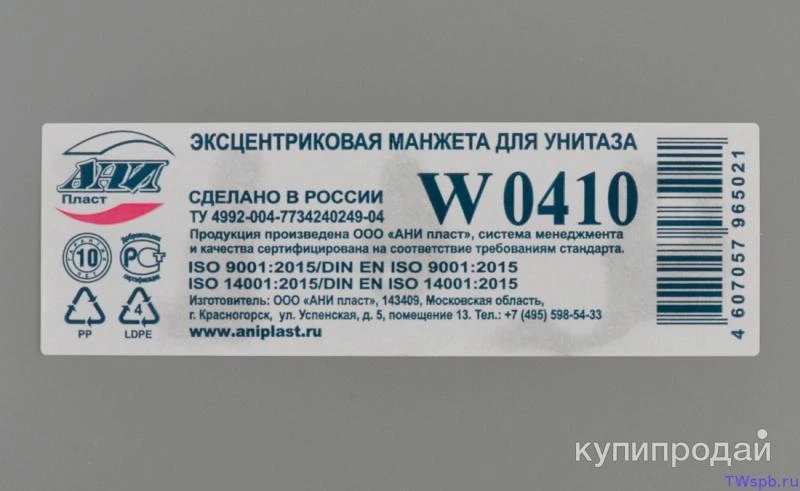 АНИ
Пласт
ЭКСЦЕНТРИКОВАЯ МАНЖЕТА ДЛЯ УНИТАЗА
СДЕЛАНО В РОССИИ
ТУ 4992-004-7734240249-04
W 0410
Продукция произведена ООО «АНИ пласт», система менеджмента
и качества сертифицирована на соответствие требованиям стандарта.
ISO 9001:2015/DIN EN ISO 9001:2015
ISO 14001:2015/DIN EN ISO 14001:2015
Изготовитель: ООО «АНИ пласт», 143409, Московская область,
г. Красногорск, ул. Успенская, д. 5, помещение 13. Тел.: +7 (495) 598-54-33
www.aniplast.ru
10
РСТ
PP
4
LDPE
4 607057 965021
купипродай
TWspb.ru